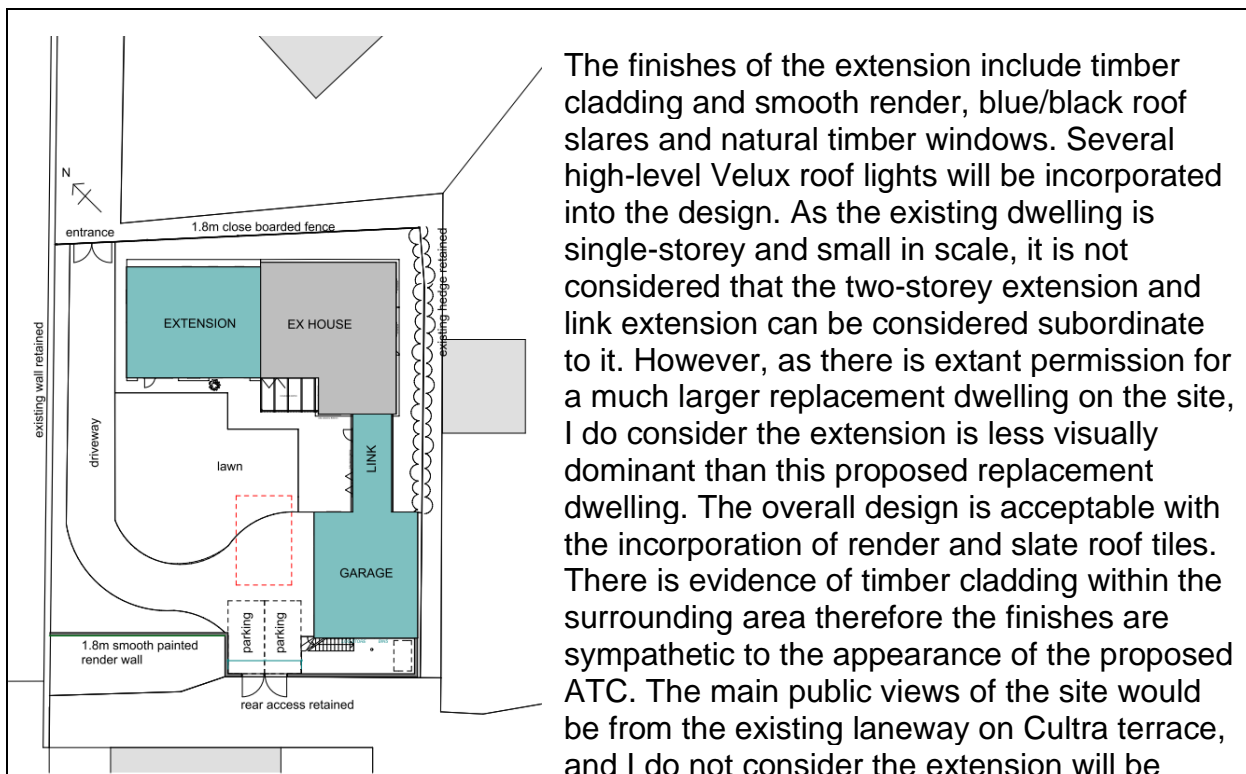 N
entrance
1.8m close boarded fence
existing hedge retained
EXTENSION
EX HOUSE
existing wall retained
driveway
lawn
LINK
GARAGE
parking
parking
1.8m smooth painted
render wall
rear access retained
The finishes of the extension include timber
cladding and smooth render, blue/black roof
slares and natural timber windows. Several
high-level Velux roof lights will be incorporated
into the design. As the existing dwelling is
single-storey and small in scale, it is not
considered that the two-storey extension and
link extension can be considered subordinate
to it. However, as there is extant permission for
a much larger replacement dwelling on the site,
I do consider the extension is less visually
dominant than this proposed replacement
dwelling. The overall design is acceptable with
the incorporation of render and slate roof tiles.
There is evidence of timber cladding within the
surrounding area therefore the finishes are
sympathetic to the appearance of the proposed
ATC. The main public views of the site would
be from the existing laneway on Cultra terrace,
and I do not consider the extension will be